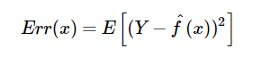 Err(x) = E[(Y − f̂ (x))²]